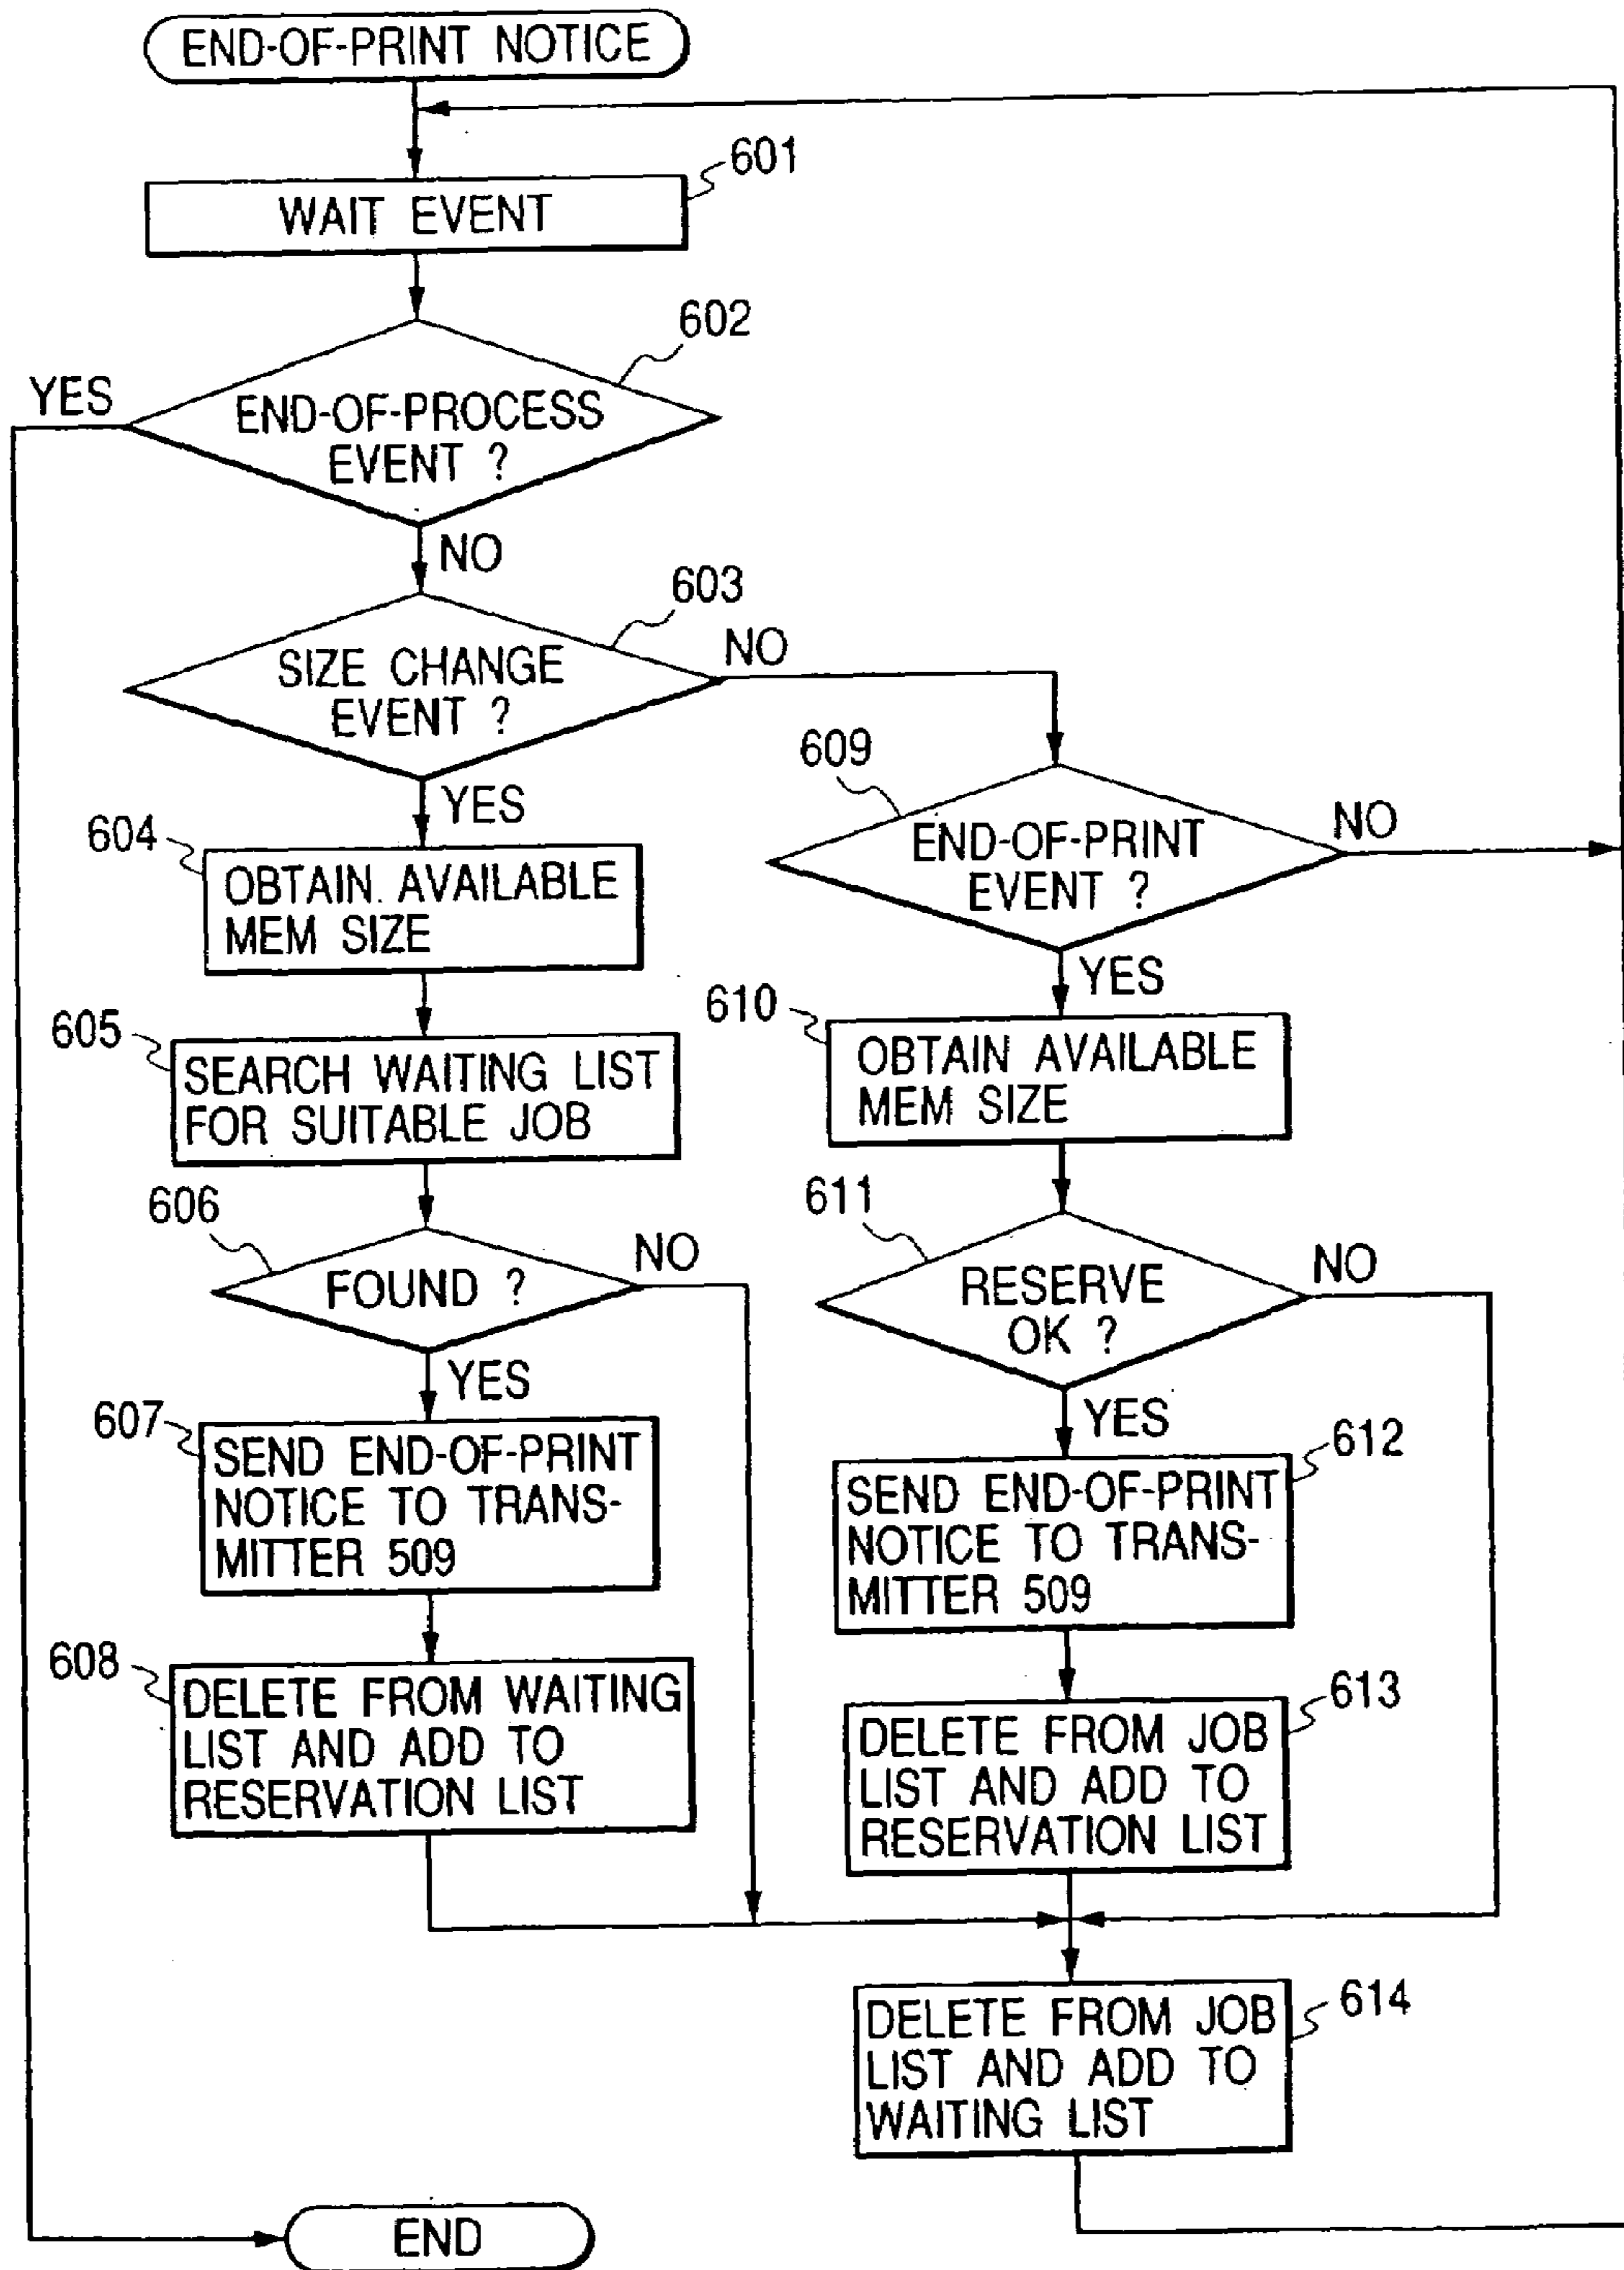 END-OF-PRINT NOTICE
601
WAIT EVENT
602
YES
END-OF-PROCESS
EVENT ?
NO
603
SIZE CHANGE
EVENT ?
NO
YES
604
OBTAIN. AVAILABLE
MEM SIZE
605
SEARCH WAITING LIST
FOR SUITABLE JOB
606
FOUND ?
NO
YES
607
SEND END-OF-PRINT
NOTICE TO TRANS-
MITTER 509
608
DELETE FROM WAITING
LIST AND ADD TO
RESERVATION LIST
609
END-OF-PRINT
EVENT ?
NO
YES
610
OBTAIN AVAILABLE
MEM SIZE
611
RESERVE
OK ?
NO
YES
612
SEND END-OF-PRINT
NOTICE TO TRANS-
MITTER 509
613
DELETE FROM JOB
LIST AND ADD TO
RESERVATION LIST
614
DELETE FROM JOB
LIST AND ADD TO
WAITING LIST
END